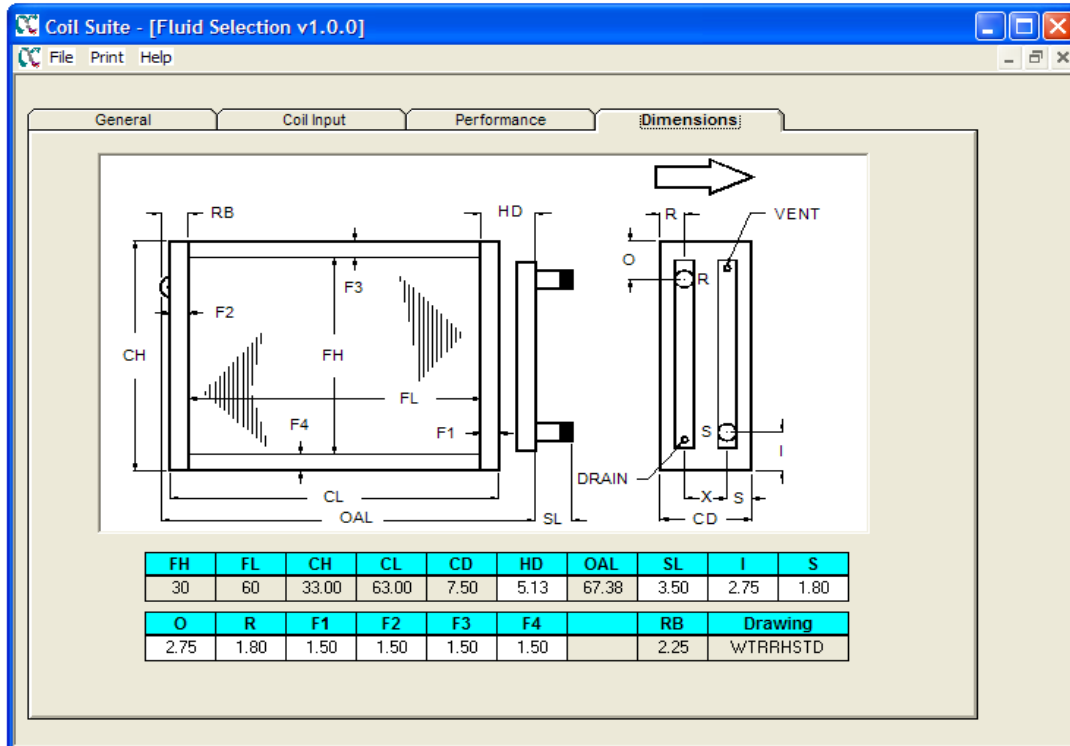 Coil Suite - [Fluid Selection v1.0.0]
File Print Help
General Coil Input Performance Dimensions
RB HD R VENT
O
F3 R
F2
CH FH
FL
F4 F1 S I
DRAIN
CL X S
OAL SL CD
FH FL CH CL CD HD OAL SL I S
30 60 33.00 63.00 7.50 5.13 67.38 3.50 2.75 1.80
O R F1 F2 F3 F4 RB Drawing
2.75 1.80 1.50 1.50 1.50 1.50 2.25 WTRRHSTD